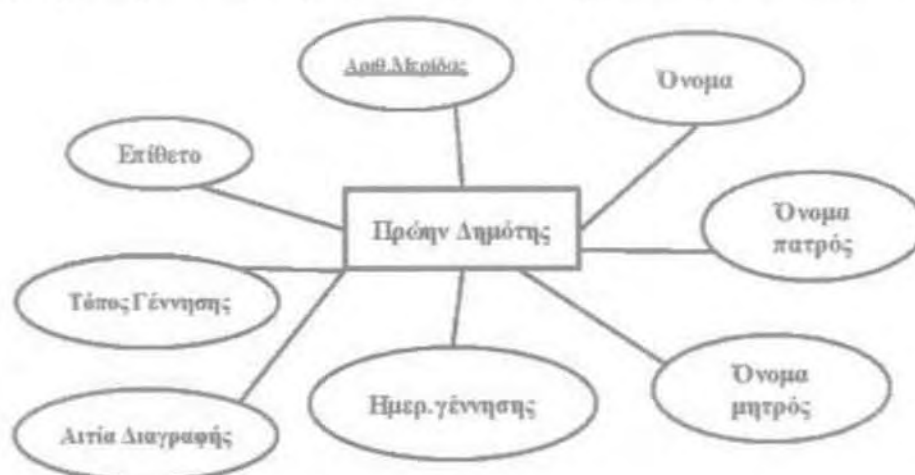 Αριθ.Μερίδας
Όνομα
Επίθετο
Πρώην Δημότης
Όνομα
πατρός
Τόπος Γέννησης
Όνομα
μητρός
Ημερ.γέννησης
Αιτία Διαγραφής